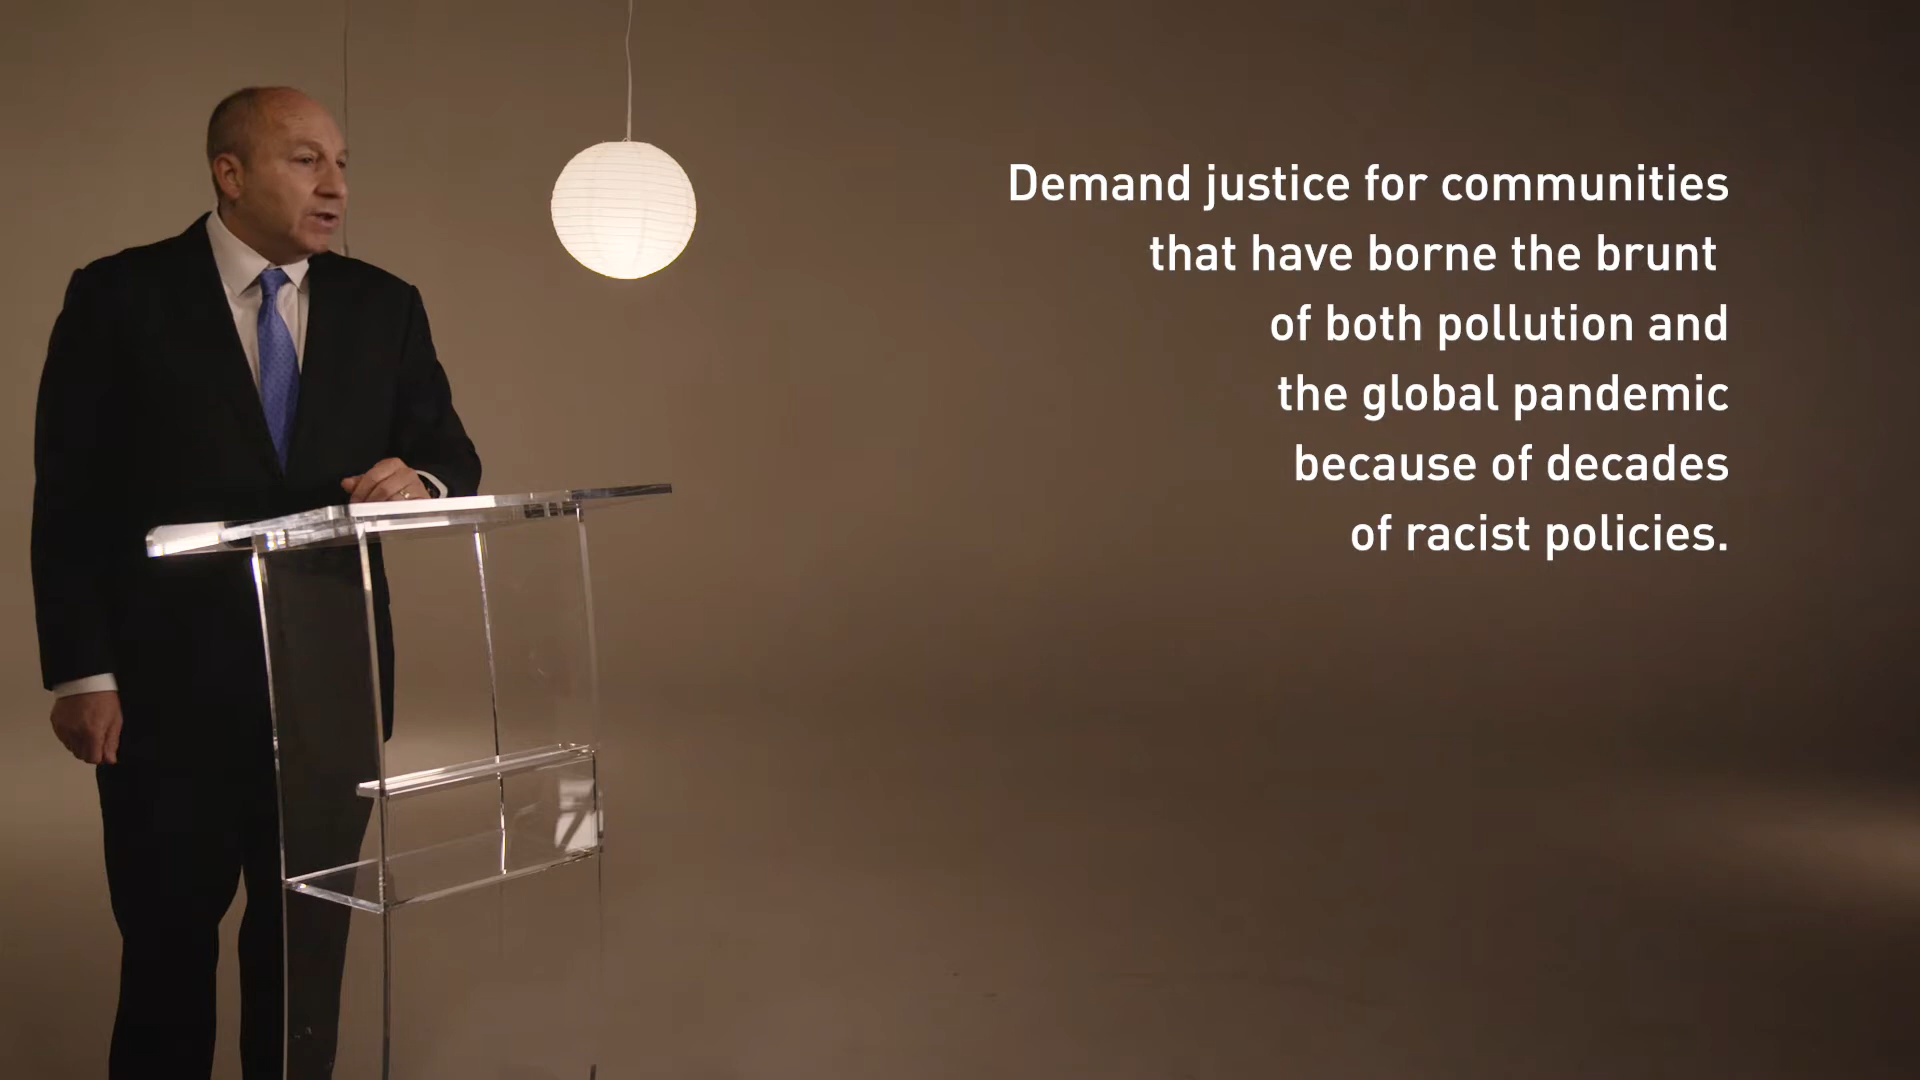 Demand justice for communities
that have borne the brunt
of both pollution and
the global pandemic
because of decades
of racist policies.